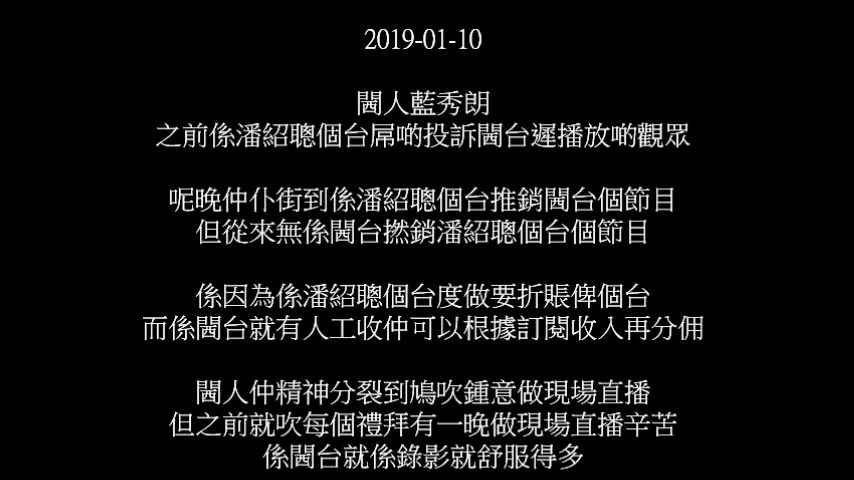 2019-01-10
閪人藍秀朗
之前係潘紹聰個台屌啲投訴閪台遲播放啲觀眾
呢晚仲仆街到係潘紹聰個台推銷閪台個節目
但從來無係閪台撚銷潘紹聰個台個節目
係因為係潘紹聰個台度做要折賬俾個台
而係閪台就有人工收仲可以根據訂閱收入再分佣
閪人仲精神分裂到鳩吹鍾意做現場直播
但之前就吹每個禮拜有一晚做現場直播辛苦
係閪台就係錄影就舒服得多